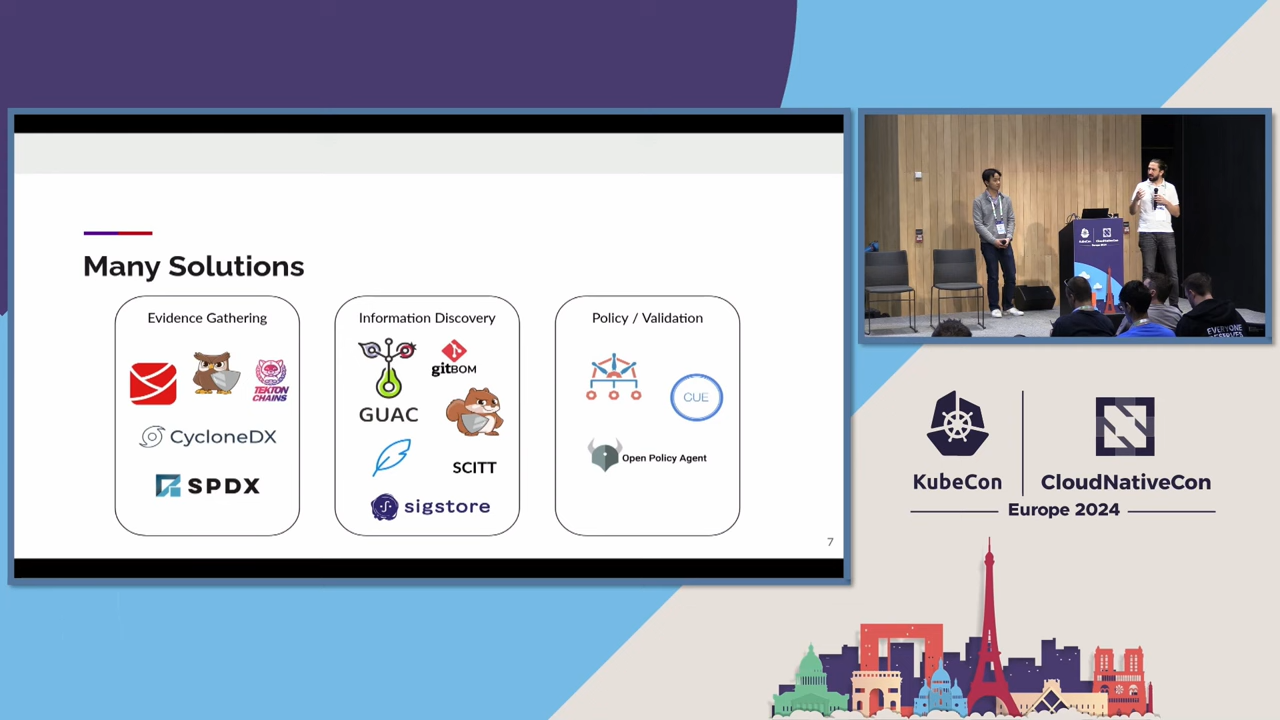 Many Solutions
Evidence Gathering
TEKTON
CHAINS
CycloneDX
SPDX
Information Discovery
gitBOM
GUAC
SCITT
sigstore
Policy / Validation
CUE
Open Policy Agent
7
EVERYONE
KubeCon
CloudNativeCon
Europe 2024